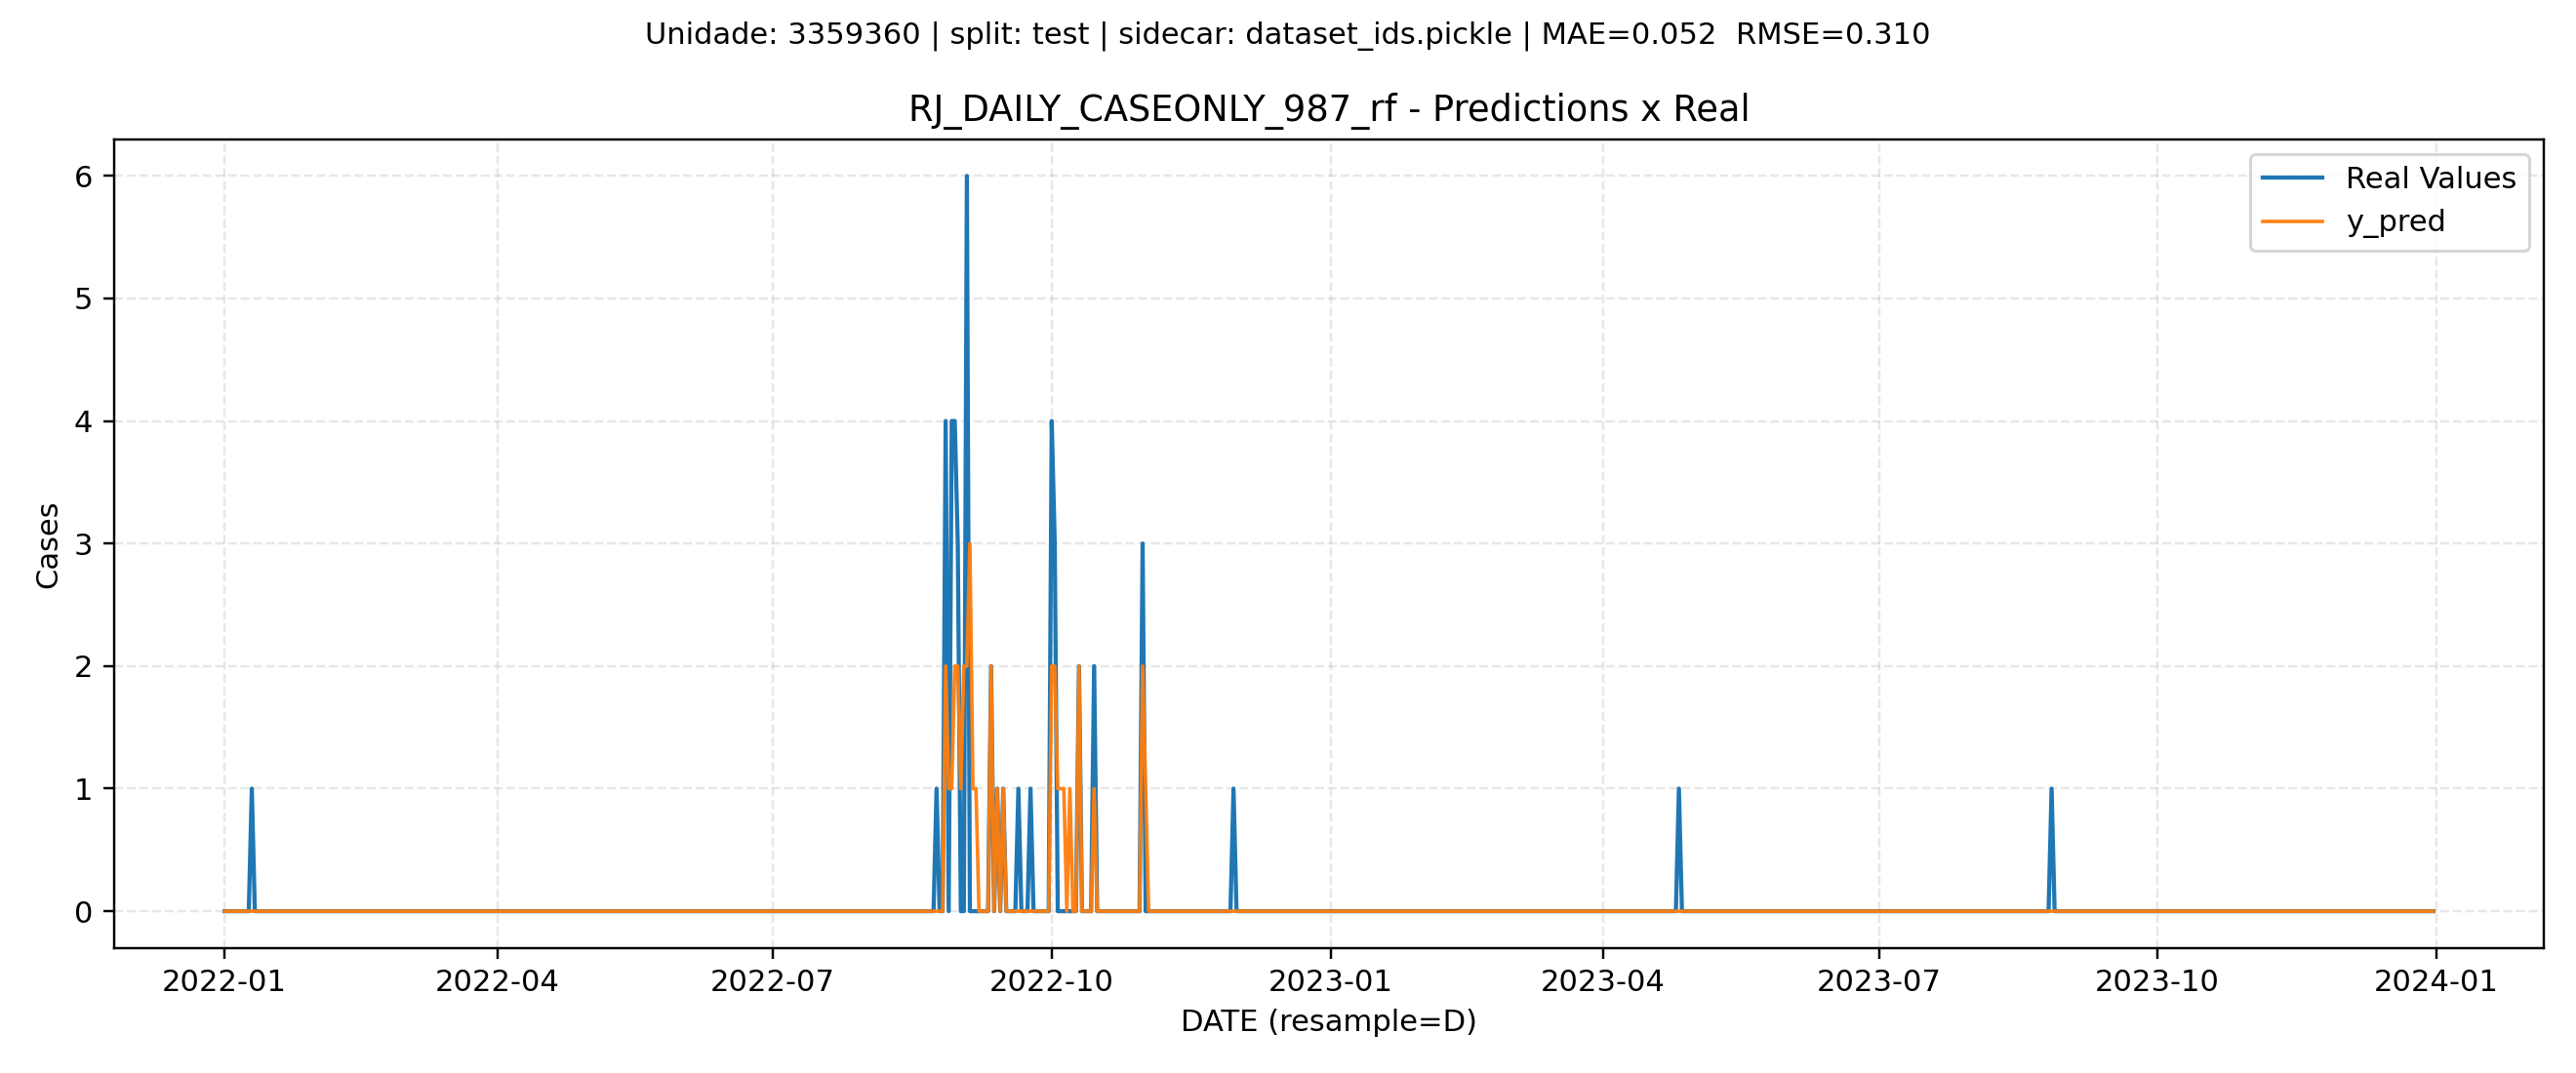 Unidade: 3359360 | split: test | sidecar: dataset_ids.pickle | MAE=0.052  RMSE=0.310
RJ_DAILY_CASEONLY_987_rf - Predictions x Real
Real Values
y_pred
Cases
6
5
4
3
2
1
0
2022-01 2022-04 2022-07 2022-10 2023-01 2023-04 2023-07 2023-10 2024-01
DATE (resample=D)